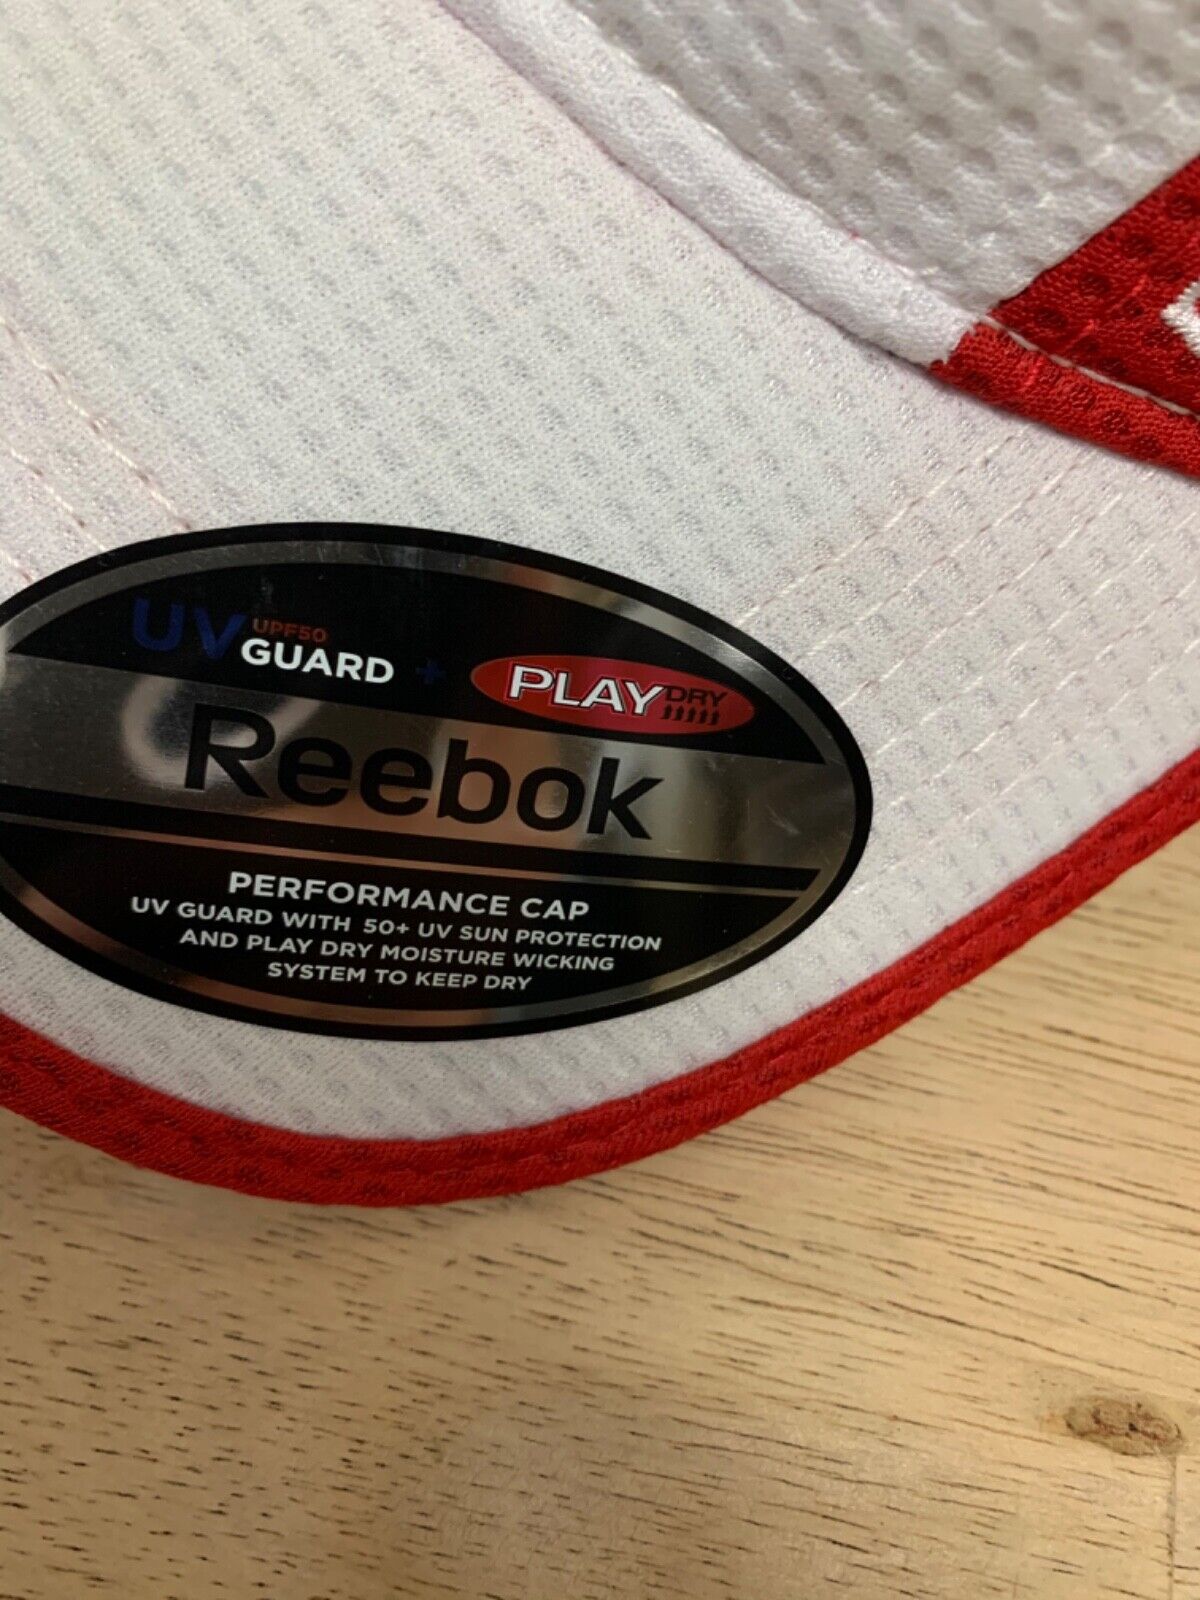 UV UPF50 GUARD + PLAY DRY
Reebok
PERFORMANCE CAP
UV GUARD WITH 50+ UV SUN PROTECTION
AND PLAY DRY MOISTURE WICKING
SYSTEM TO KEEP DRY